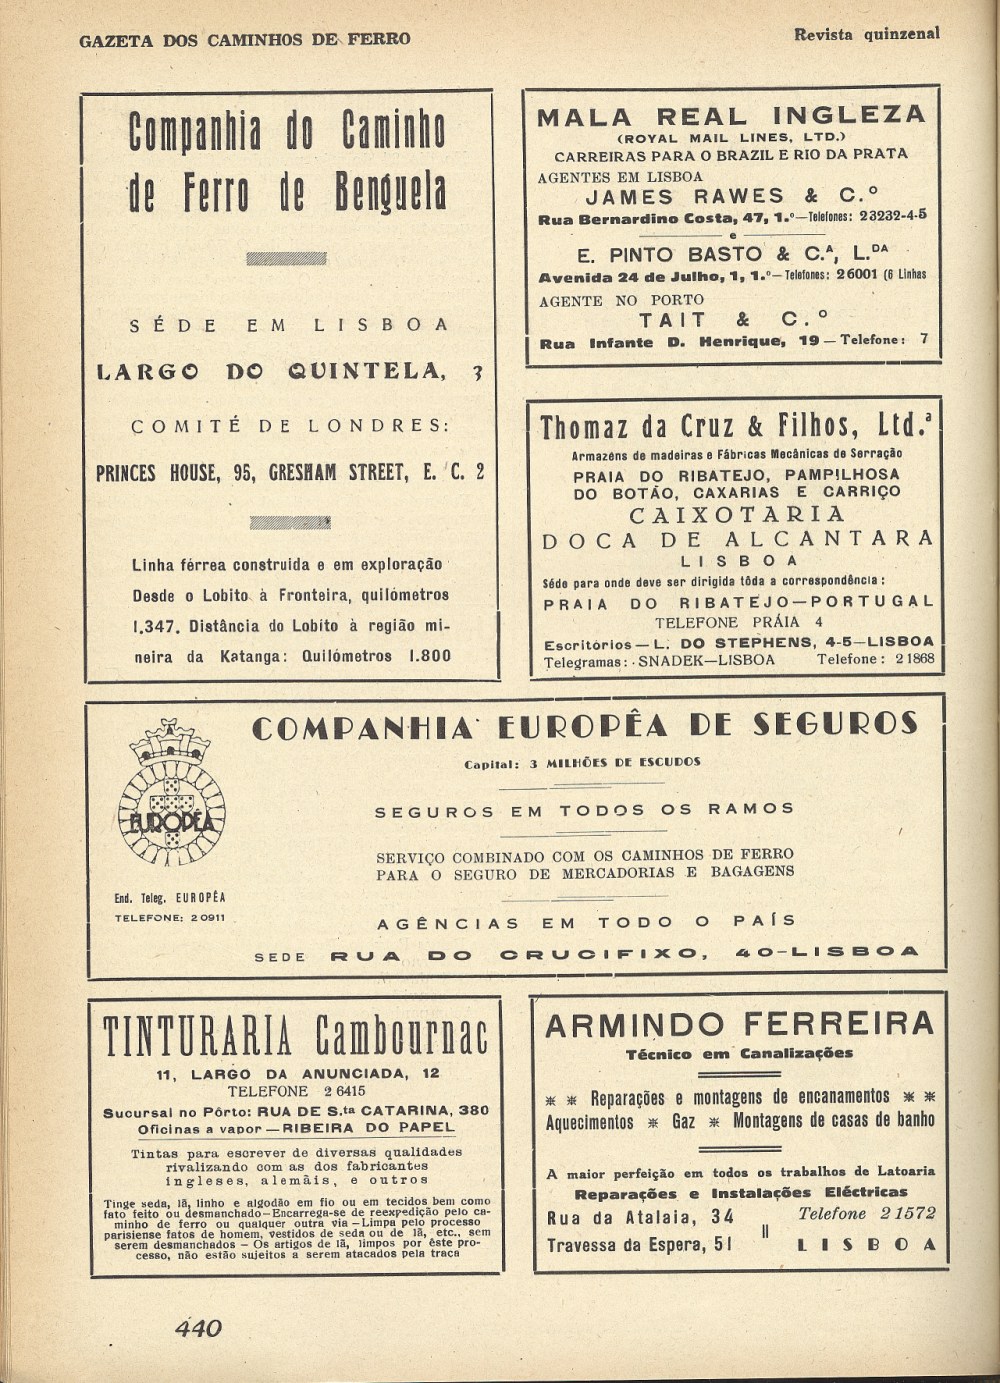 GAZETA DOS CAMINHOS DE FERRO
Revista quinzenal
Companhia do Caminho
de Ferro de Benguela
SÉDE EM LISBOA
LARGO DO QUINTELA, 3
COMITÉ DE LONDRES:
PRINCES HOUSE, 95, GRESHAM STREET, E. C. 2
Linha férrea construida e em exploração
Desde o Lobito à Fronteira, quilómetros
1.347. Distância do Lobito à região mi-
neira da Katanga: Quilómetros 1.800
MALA REAL INGLEZA
(ROYAL MAIL LINES, LTD.)
CARREIRAS PARA O BRAZIL E RIO DA PRATA
AGENTES EM LISBOA
JAMES RAWES & C.º
Rua Bernardino Costa, 47, 1.º—Telefones: 23232-4-5
e
E. PINTO BASTO & C.ᴬ, L.ᴰᴬ
Avenida 24 de Julho, 1, 1.º—Telefones: 26001 (6 Linhas
AGENTE NO PORTO
TAIT & C.º
Rua Infante D. Henrique, 19—Telefone: 7
Thomaz da Cruz & Filhos, Ltd.ª
Armazéns de madeiras e Fábricas Mecânicas de Serração
PRAIA DO RIBATEJO, PAMPILHOSA
DO BOTÃO, CAXARIAS E CARRIÇO
CAIXOTARIA
DOCA DE ALCANTARA
LISBOA
Séde para onde deve ser dirigida tôda a correspondência:
PRAIA DO RIBATEJO—PORTUGAL
TELEFONE PRÁIA 4
Escritórios—L. DO STEPHENS, 4-5—LISBOA
Telegramas: SNADEK—LISBOA Telefone: 21868
COMPANHIA EUROPÊA DE SEGUROS
Capital: 3 MILHÕES DE ESCUDOS
SEGUROS EM TODOS OS RAMOS
SERVIÇO COMBINADO COM OS CAMINHOS DE FERRO
PARA O SEGURO DE MERCADORIAS E BAGAGENS
AGÊNCIAS EM TODO O PAÍS
SEDE RUA DO CRUCIFIXO, 40-LISBOA
EUROPÊA
End. Teleg. EUROPÊA
TELEFONE: 20911
TINTURARIA Cambournac
11, LARGO DA ANUNCIADA, 12
TELEFONE 2 6415
Sucursal no Pôrto: RUA DE S.ta CATARINA, 380
Oficinas a vapor—RIBEIRA DO PAPEL
Tintas para escrever de diversas qualidades
rivalizando com as dos fabricantes
ingleses, alemãis, e outros
Tinge seda, lã, linho e algodão em fio ou em tecidos bem como
fato feito ou desmanchado—Encarrega-se de reexpedição pelo ca-
minho de ferro ou qualquer outra via—Limpa pelo processo
parisiense fatos de homem, vestidos de seda ou de lã, etc., sem
serem desmanchados — Os artigos de lã, limpos por êste pro-
cesso, não estão sujeitos a serem atacados pela traça
ARMINDO FERREIRA
Técnico em Canalizações
⁜ ⁜ Reparações e montagens de encanamentos ⁜ ⁜
Aquecimentos ⁜ Gaz ⁜ Montagens de casas de banho
A maior perfeição em todos os trabalhos de Latoaria
Reparações e Instalações Eléctricas
Rua da Atalaia, 34
Travessa da Espera, 51
Telefone 21572
LISBOA
440